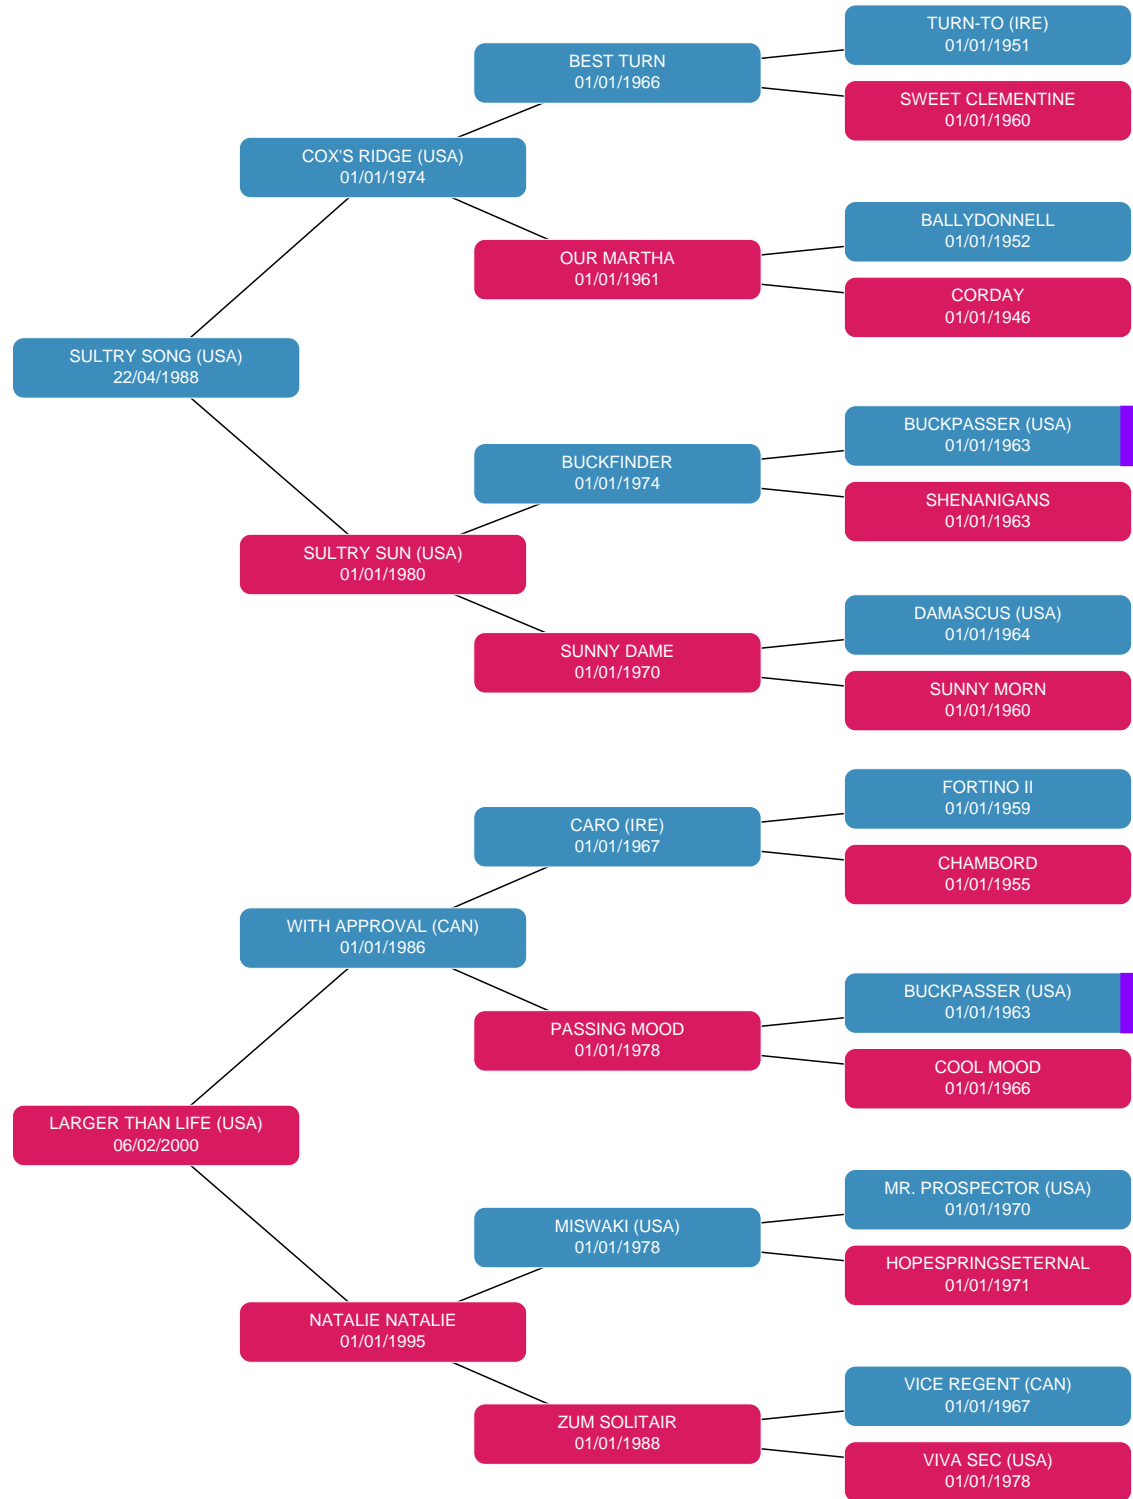 TURN-TO (IRE)
01/01/1951
BEST TURN
01/01/1966
SWEET CLEMENTINE
01/01/1960
COX'S RIDGE (USA)
01/01/1974
BALLYDONNELL
01/01/1952
OUR MARTHA
01/01/1961
CORDAY
01/01/1946
SULTRY SONG (USA)
22/04/1988
BUCKPASSER (USA)
01/01/1963
BUCKFINDER
01/01/1974
SHENANIGANS
01/01/1963
SULTRY SUN (USA)
01/01/1980
DAMASCUS (USA)
01/01/1964
SUNNY DAME
01/01/1970
SUNNY MORN
01/01/1960
FORTINO II
01/01/1959
CARO (IRE)
01/01/1967
CHAMBORD
01/01/1955
WITH APPROVAL (CAN)
01/01/1986
BUCKPASSER (USA)
01/01/1963
PASSING MOOD
01/01/1978
COOL MOOD
01/01/1966
LARGER THAN LIFE (USA)
06/02/2000
MR. PROSPECTOR (USA)
01/01/1970
MISWAKI (USA)
01/01/1978
HOPESPRINGSETERNAL
01/01/1971
NATALIE NATALIE
01/01/1995
VICE REGENT (CAN)
01/01/1967
ZUM SOLITAIR
01/01/1988
VIVA SEC (USA)
01/01/1978